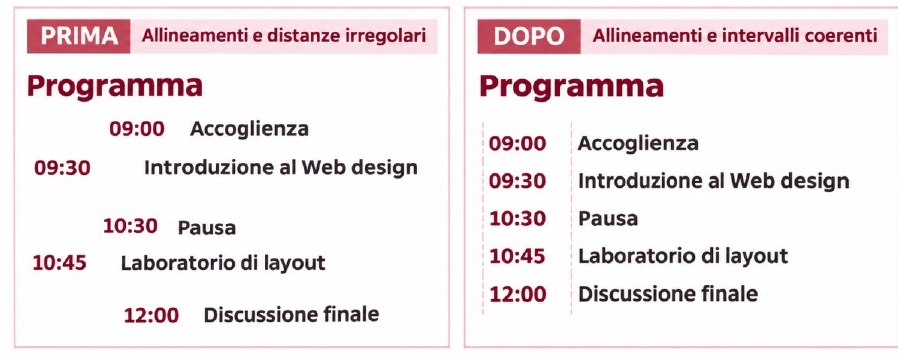 PRIMA Allineamenti e distanze irregolari
Programma
09:00 Accoglienza
09:30 Introduzione al Web design
10:30 Pausa
10:45 Laboratorio di layout
12:00 Discussione finale
DOPO Allineamenti e intervalli coerenti
Programma
09:00 Accoglienza
09:30 Introduzione al Web design
10:30 Pausa
10:45 Laboratorio di layout
12:00 Discussione finale